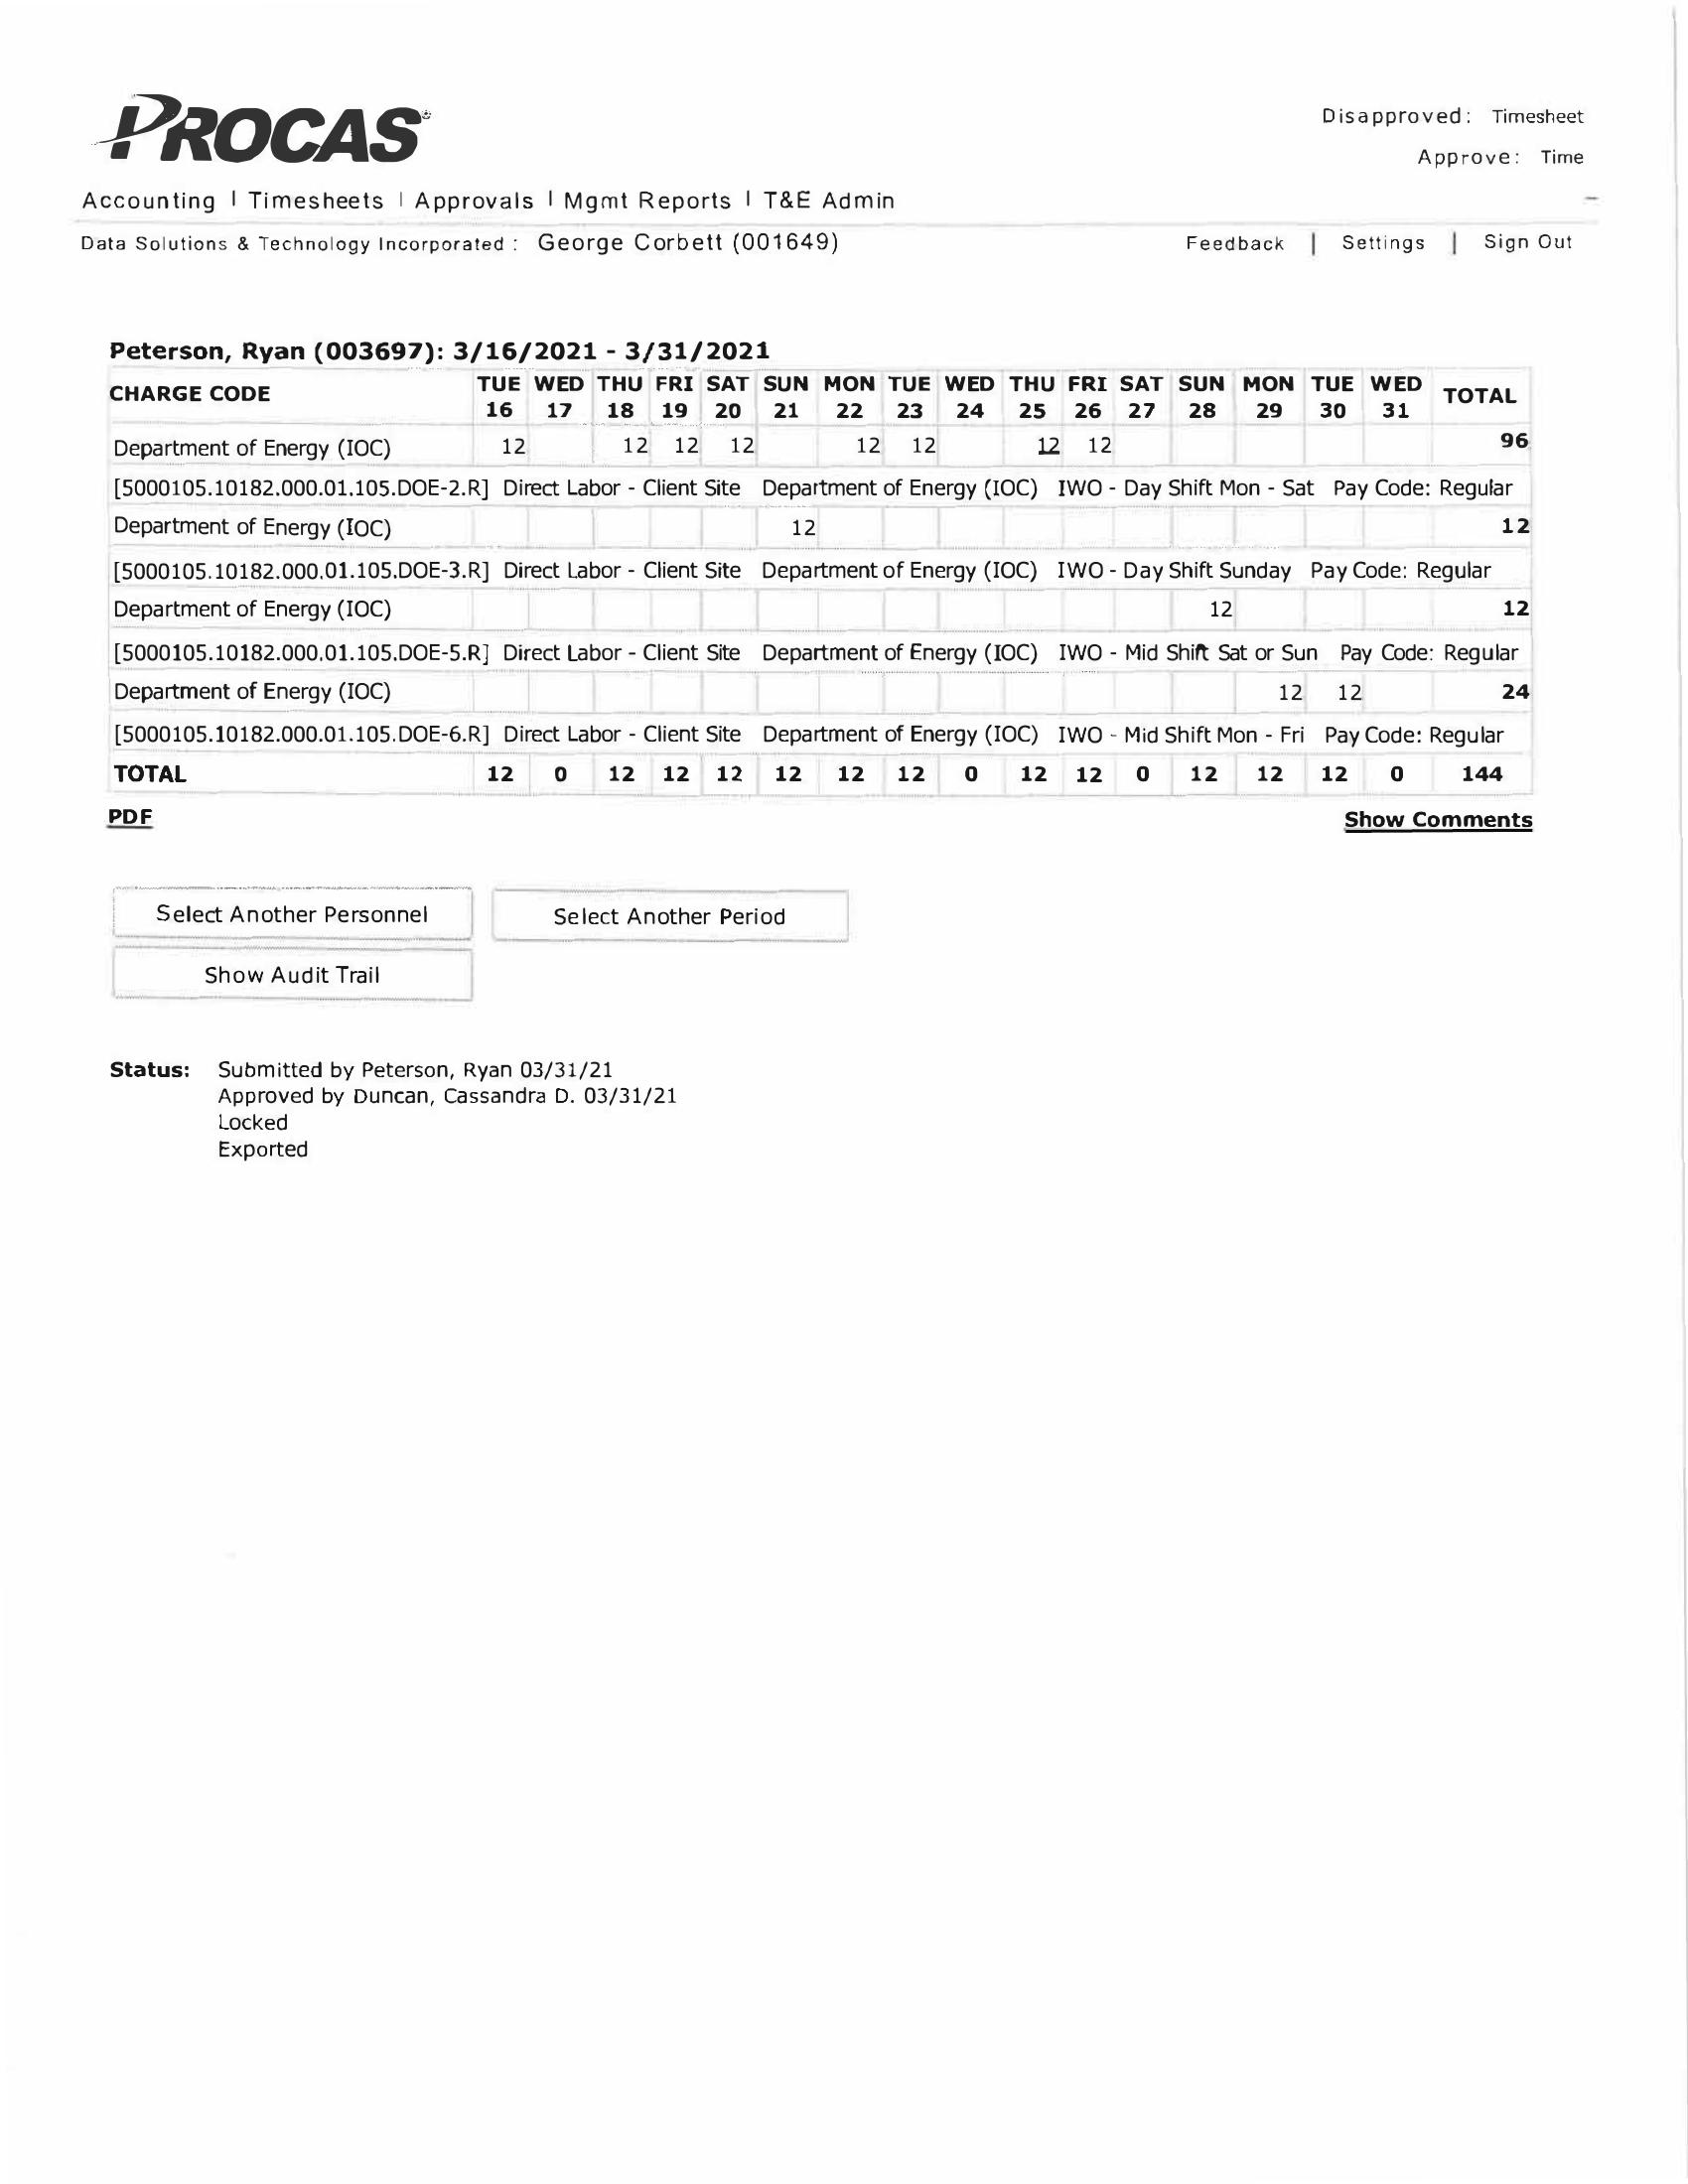 PROCAS
Disapproved: Timesheet
Approve: Time
Accounting | Timesheets | Approvals | Mgmt Reports | T&E Admin
Data Solutions & Technology Incorporated : George Corbett (001649) Feedback | Settings | Sign Out
Peterson, Ryan (003697): 3/16/2021 - 3/31/2021
CHARGE CODE TUE 16 WED 17 THU 18 FRI 19 SAT 20 SUN 21 MON 22 TUE 23 WED 24 THU 25 FRI 26 SAT 27 SUN 28 MON 29 TUE 30 WED 31 TOTAL
Department of Energy (IOC) 12 12 12 12 12 12 12 12 96
[5000105.10182.000.01.105.DOE-2.R] Direct Labor - Client Site Department of Energy (IOC) IWO - Day Shift Mon - Sat Pay Code: Regular
Department of Energy (IOC) 12 12
[5000105.10182.000.01.105.DOE-3.R] Direct Labor - Client Site Department of Energy (IOC) IWO - Day Shift Sunday Pay Code: Regular
Department of Energy (IOC) 12 12
[5000105.10182.000.01.105.DOE-5.R] Direct Labor - Client Site Department of Energy (IOC) IWO - Mid Shift Sat or Sun Pay Code: Regular
Department of Energy (IOC) 12 12 24
[5000105.10182.000.01.105.DOE-6.R] Direct Labor - Client Site Department of Energy (IOC) IWO - Mid Shift Mon - Fri Pay Code: Regular
TOTAL 12 0 12 12 12 12 12 12 0 12 12 0 12 12 12 0 144
PDF Show Comments
Select Another Personnel Select Another Period
Show Audit Trail
Status: Submitted by Peterson, Ryan 03/31/21
Approved by Duncan, Cassandra D. 03/31/21
Locked
Exported